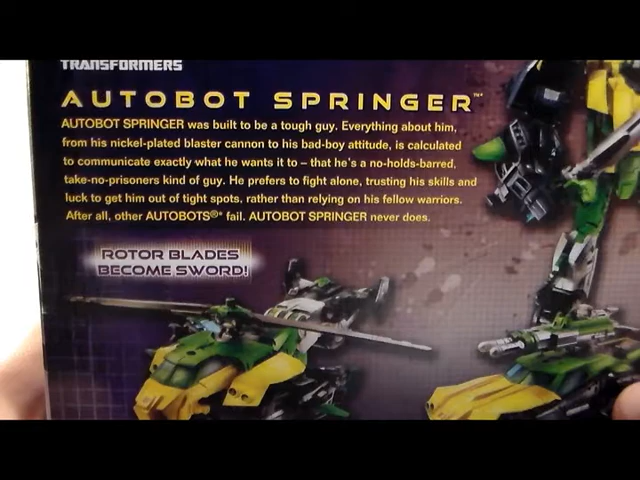 TRANSFORMERS
AUTOBOT SPRINGER™*
AUTOBOT SPRINGER was built to be a tough guy. Everything about him,
from his nickel-plated blaster cannon to his bad-boy attitude, is calculated
to communicate exactly what he wants it to – that he's a no-holds-barred,
take-no-prisoners kind of guy. He prefers to fight alone, trusting his skills and
luck to get him out of tight spots, rather than relying on his fellow warriors.
After all, other AUTOBOTS®* fail. AUTOBOT SPRINGER never does.
ROTOR BLADES
BECOME SWORD!